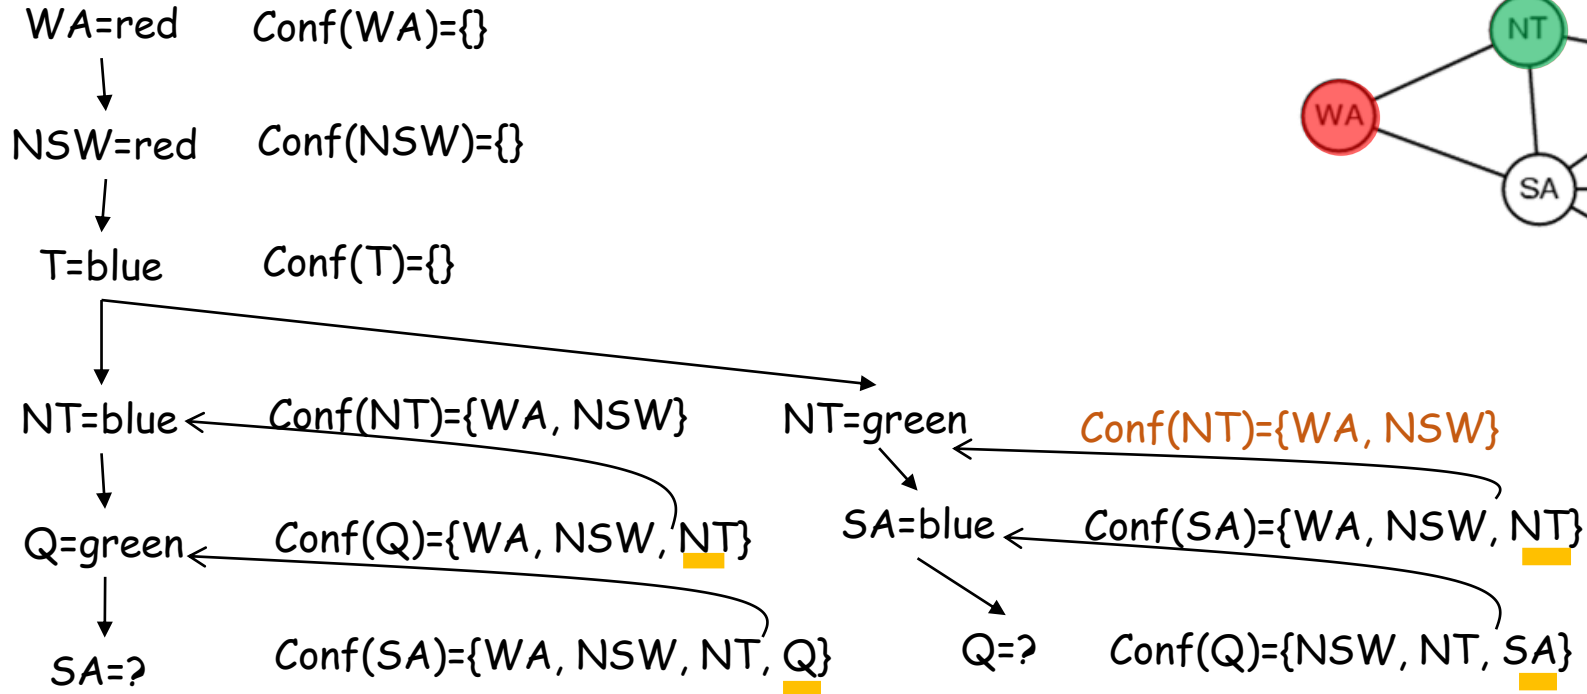 WA=red Conf(WA)={}
NT
WA
NSW=red Conf(NSW)={}
SA
T=blue Conf(T)={}
NT=blue Conf(NT)={WA, NSW} NT=green Conf(NT)={WA, NSW}
Q=green Conf(Q)={WA, NSW, NT} SA=blue Conf(SA)={WA, NSW, NT}
SA=? Conf(SA)={WA, NSW, NT, Q} Q=? Conf(Q)={NSW, NT, SA}